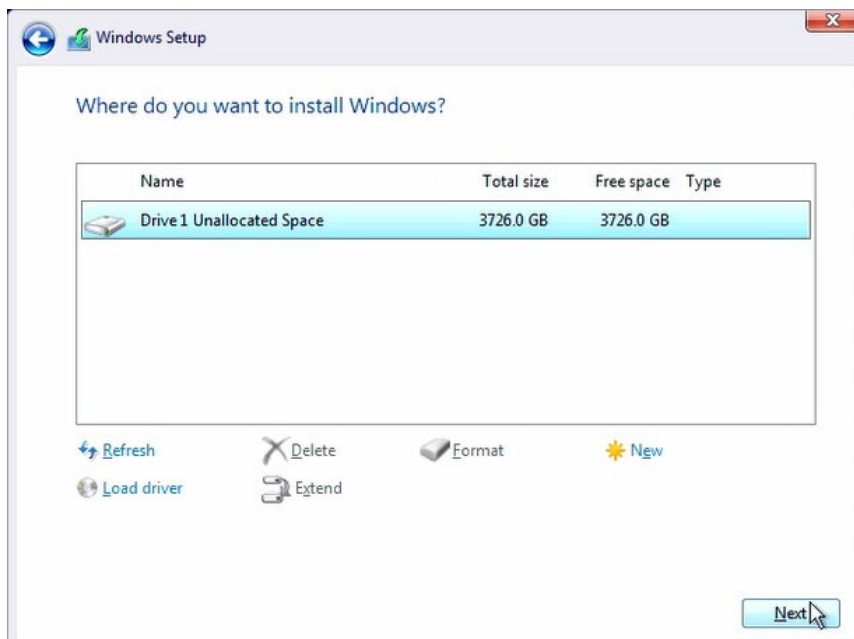 Windows Setup
Where do you want to install Windows?
Name Total size Free space Type
Drive 1 Unallocated Space 3726.0 GB 3726.0 GB
Refresh Delete Format New
Load driver Extend
Next